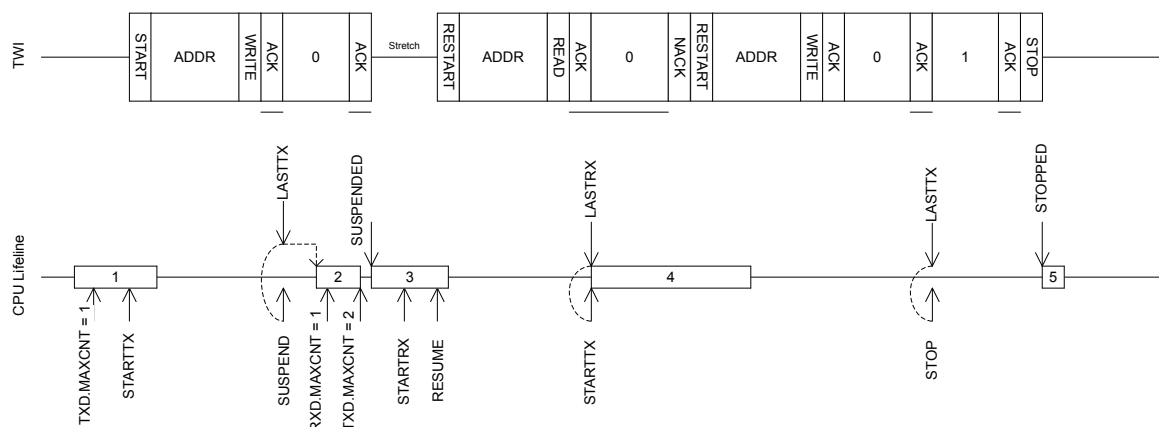 TWI
START
ADDR
WRITE
ACK
0
ACK
Stretch
RESTART
ADDR
READ
ACK
0
NACK
RESTART
ADDR
WRITE
ACK
0
ACK
1
ACK
STOP
CPU Lifeline
LASTTX
SUSPENDED
LASTRX
LASTTX
STOPPED
1
2
3
4
5
TXD.MAXCNT = 1
STARTTX
SUSPEND
RXD.MAXCNT = 1
TXD.MAXCNT = 2
STARTRX
RESUME
STARTTX
STOP